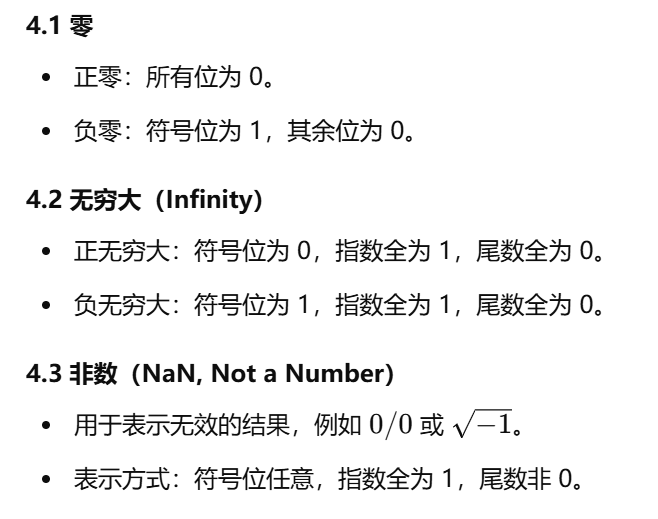 4.1 零
• 正零：所有位为 0。
• 负零：符号位为 1，其余位为 0。
4.2 无穷大（Infinity）
• 正无穷大：符号位为 0，指数全为 1，尾数全为 0。
• 负无穷大：符号位为 1，指数全为 1，尾数全为 0。
4.3 非数（NaN, Not a Number）
• 用于表示无效的结果，例如 0/0 或 √−1。
• 表示方式：符号位任意，指数全为 1，尾数非 0。